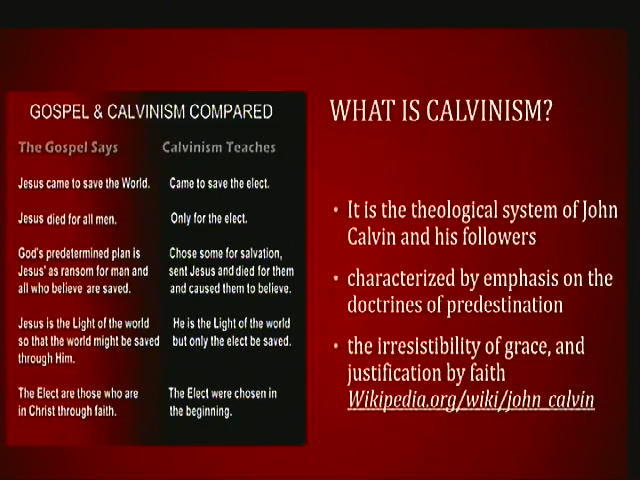 GOSPEL & CALVINISM COMPARED
The Gospel Says
Calvinism Teaches
Jesus came to save the World.
Came to save the elect.
Jesus died for all men.
Only for the elect.
God's predetermined plan is
Jesus' as ransom for man and
all who believe are saved.
Chose some for salvation,
sent Jesus and died for them
and caused them to believe.
Jesus is the Light of the world
so that the world might be saved
through Him.
He is the Light of the world
but only the elect be saved.
The Elect are those who are
in Christ through faith.
The Elect were chosen in
the beginning.
WHAT IS CALVINISM?
• It is the theological system of John
Calvin and his followers
• characterized by emphasis on the
doctrines of predestination
• the irresistibility of grace, and
justification by faith
Wikipedia.org/wiki/john_calvin